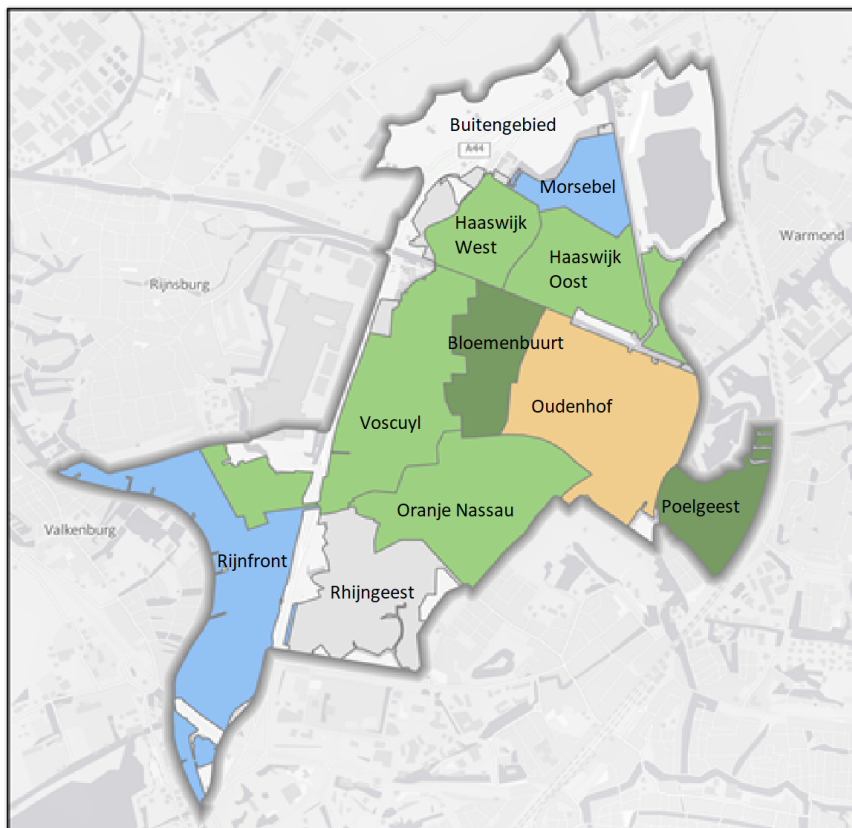 Buitengebied
A44
Morsebel
Haaswijk
West
Warmond
Haaswijk
Oost
Rijnsburg
Bloemenbuurt
Oudenhof
Voscuyl
Oranje Nassau
Poelgeest
Valkenburg
Rijnfront
Rhijngeest